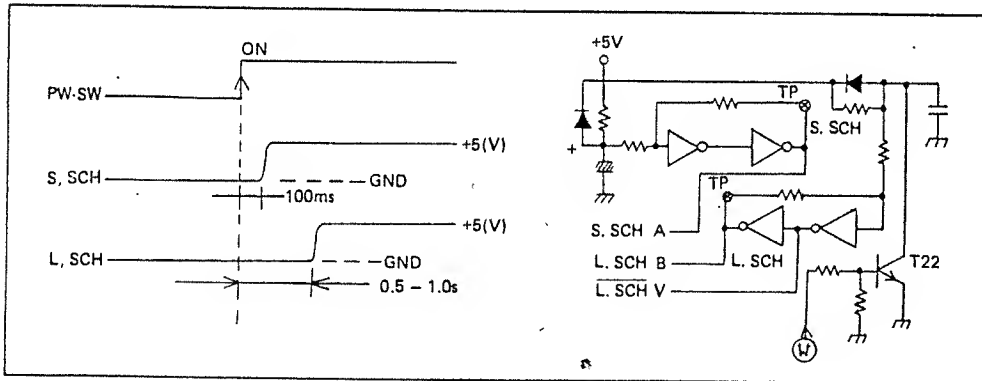 ON
PW·SW
+5(V)
S, SCH
GND
100ms
+5(V)
L, SCH
GND
0.5 – 1.0s
+5V
TP
S. SCH
+
TP
S. SCH A
L. SCH B
L. SCH
L. SCH V
T22
W